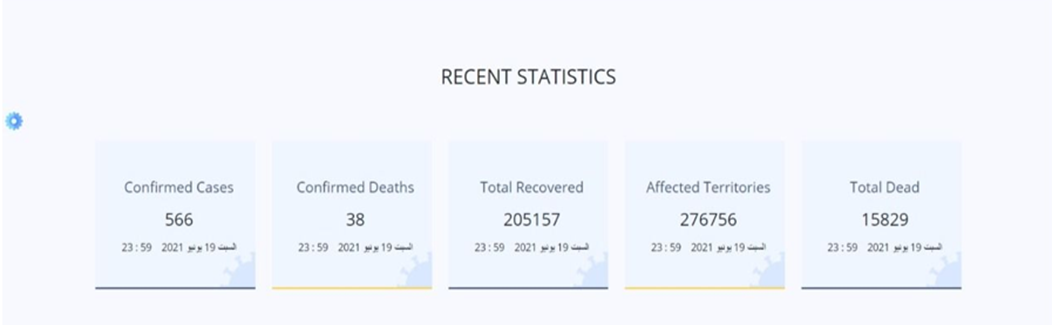 RECENT STATISTICS
Confirmed Cases
566
السبت 19 يونيو 2021   23 : 59
Confirmed Deaths
38
السبت 19 يونيو 2021   23 : 59
Total Recovered
205157
السبت 19 يونيو 2021   23 : 59
Affected Territories
276756
السبت 19 يونيو 2021   23 : 59
Total Dead
15829
السبت 19 يونيو 2021   23 : 59